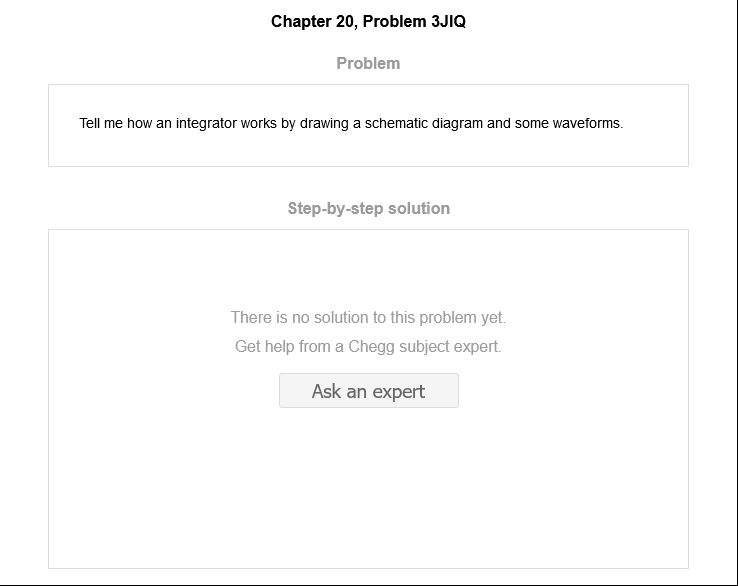 Chapter 20, Problem 3JIQ
Problem
Tell me how an integrator works by drawing a schematic diagram and some waveforms.
Step-by-step solution
There is no solution to this problem yet.
Get help from a Chegg subject expert.
Ask an expert